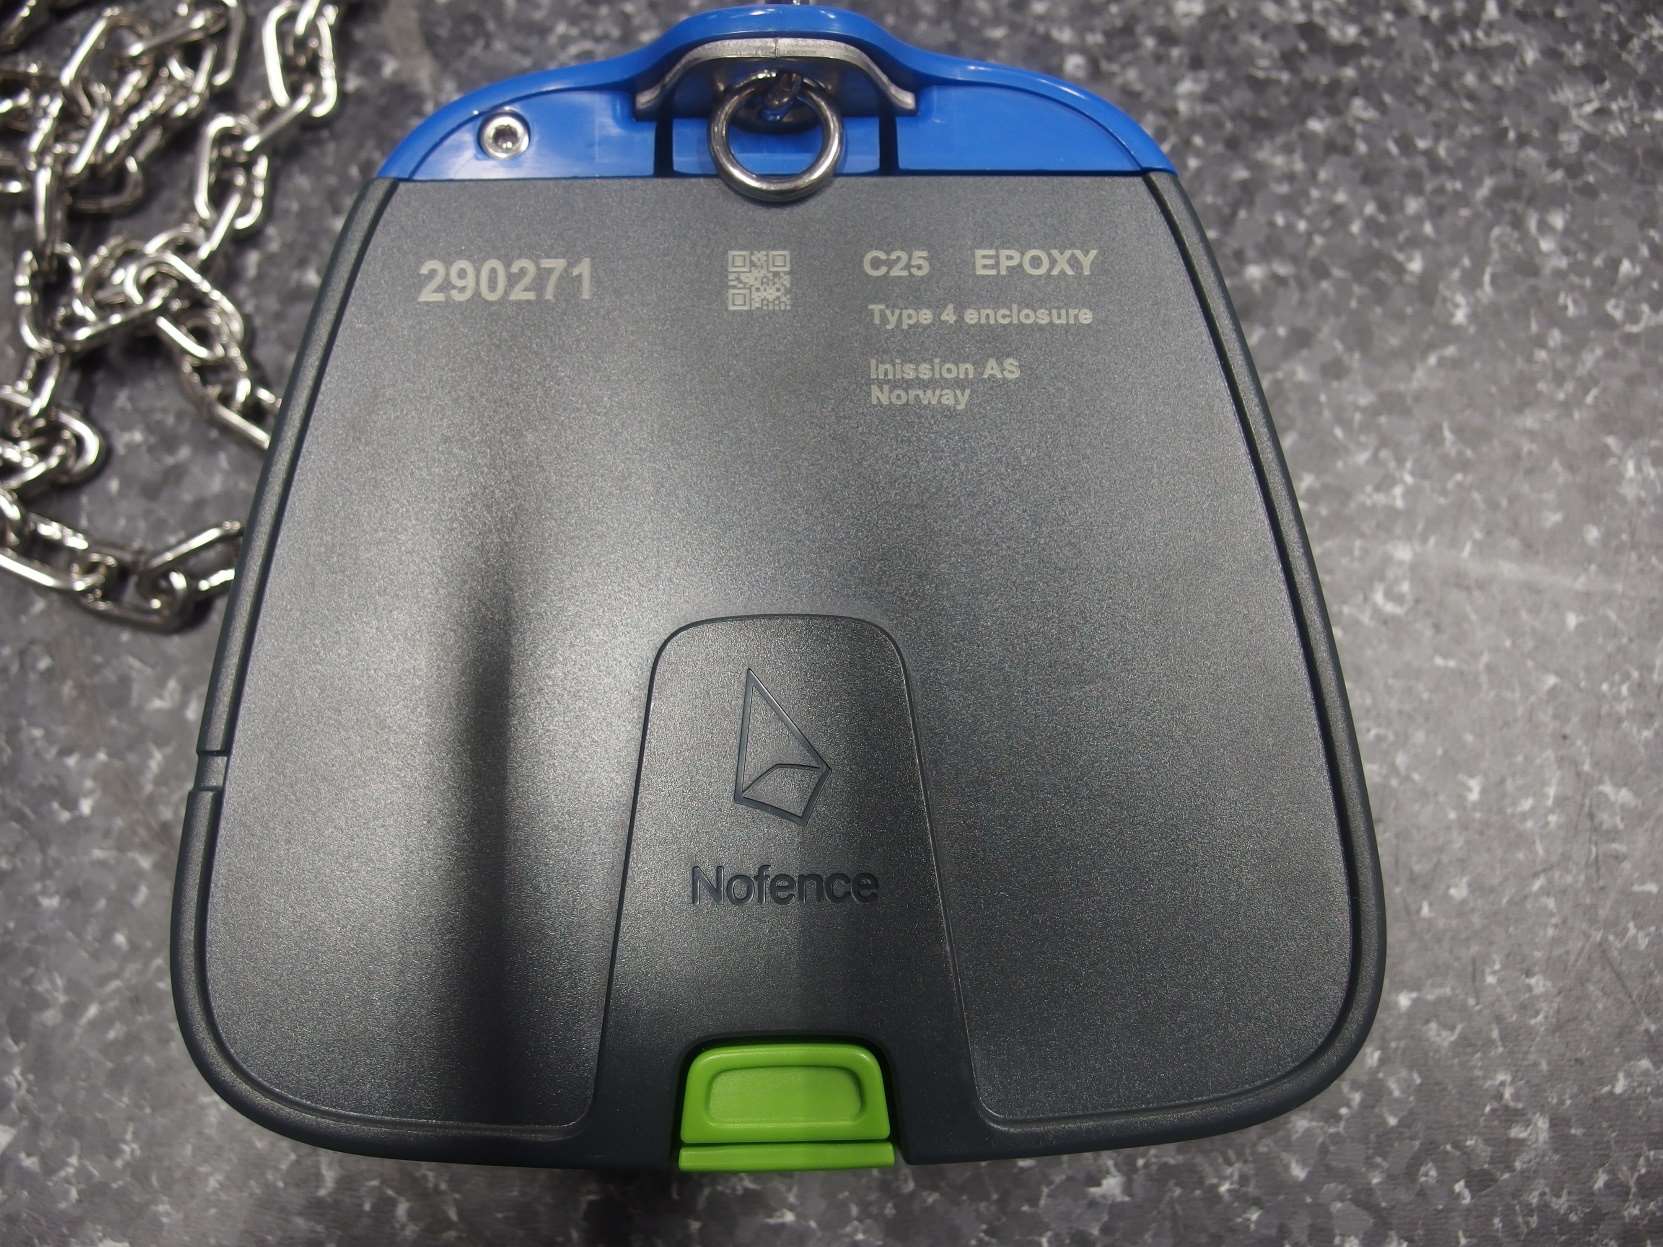 290271
C25 EPOXY
Type 4 enclosure
Inission AS
Norway
Nofence